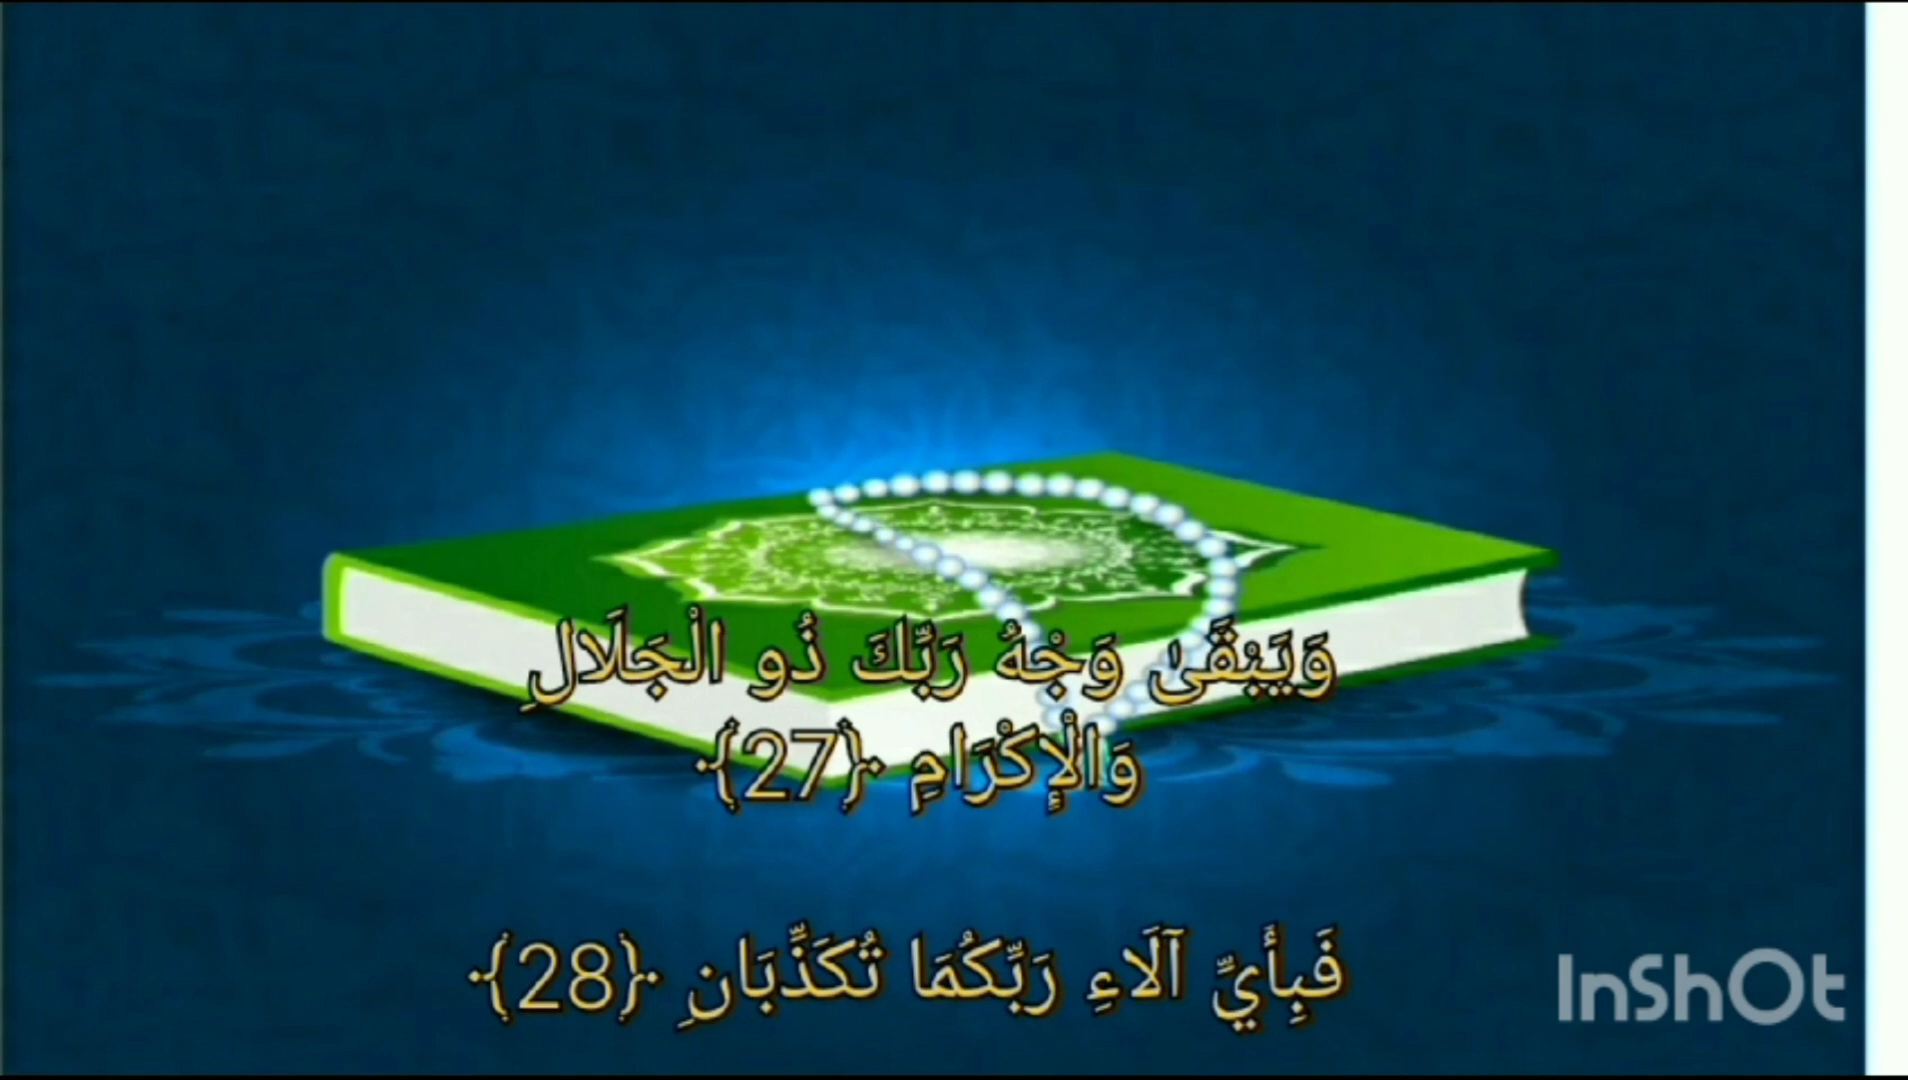 وَيَبْقَىٰ وَجْهُ رَبِّكَ ذُو الْجَلَالِ
وَالْإِكْرَامِ ﴿27﴾
فَبِأَيِّ آلَاءِ رَبِّكُمَا تُكَذِّبَانِ ﴿28﴾
InShOt